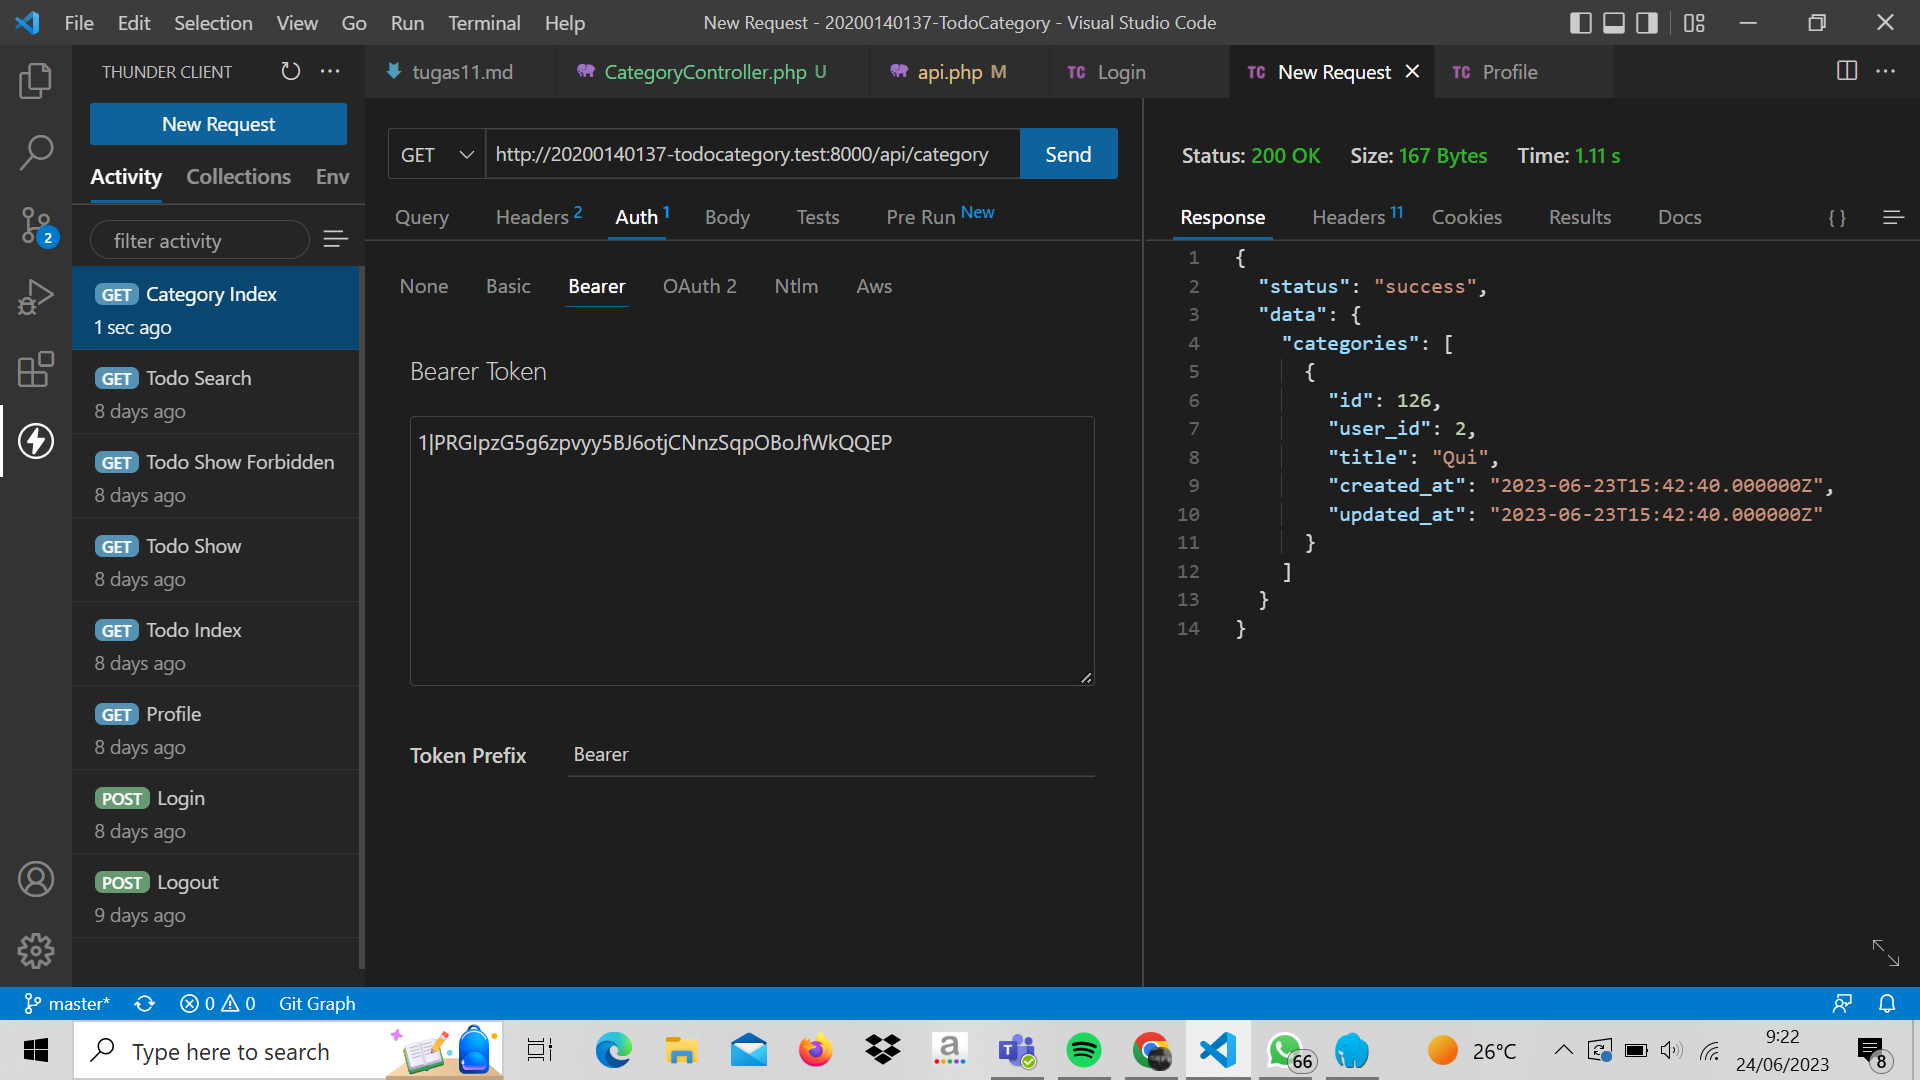 File Edit Selection View Go Run Terminal Help
New Request - 20200140137-TodoCategory - Visual Studio Code
THUNDER CLIENT
New Request
Activity Collections Env
filter activity
GET Category Index
1 sec ago
GET Todo Search
8 days ago
GET Todo Show Forbidden
8 days ago
GET Todo Show
8 days ago
GET Todo Index
8 days ago
GET Profile
8 days ago
POST Login
8 days ago
POST Logout
9 days ago
2
tugas11.md
CategoryController.php U
api.php M
TC Login
TC New Request
TC Profile
GET http://20200140137-todocategory.test:8000/api/category Send
Query Headers 2 Auth 1 Body Tests Pre Run New
None Basic Bearer OAuth 2 Ntlm Aws
Bearer Token
1|PRGIpzG5g6zpvyy5BJ6otjCNnzSqpOBoJfWkQQEP
Token Prefix Bearer
Status: 200 OK Size: 167 Bytes Time: 1.11 s
Response Headers 11 Cookies Results Docs { }
1 {
2 "status": "success",
3 "data": {
4 "categories": [
5 {
6 "id": 126,
7 "user_id": 2,
8 "title": "Qui",
9 "created_at": "2023-06-23T15:42:40.000000Z",
10 "updated_at": "2023-06-23T15:42:40.000000Z"
11 }
12 ]
13 }
14 }
master* 0 0 Git Graph
Type here to search
a
66
26°C
9:22
24/06/2023
8